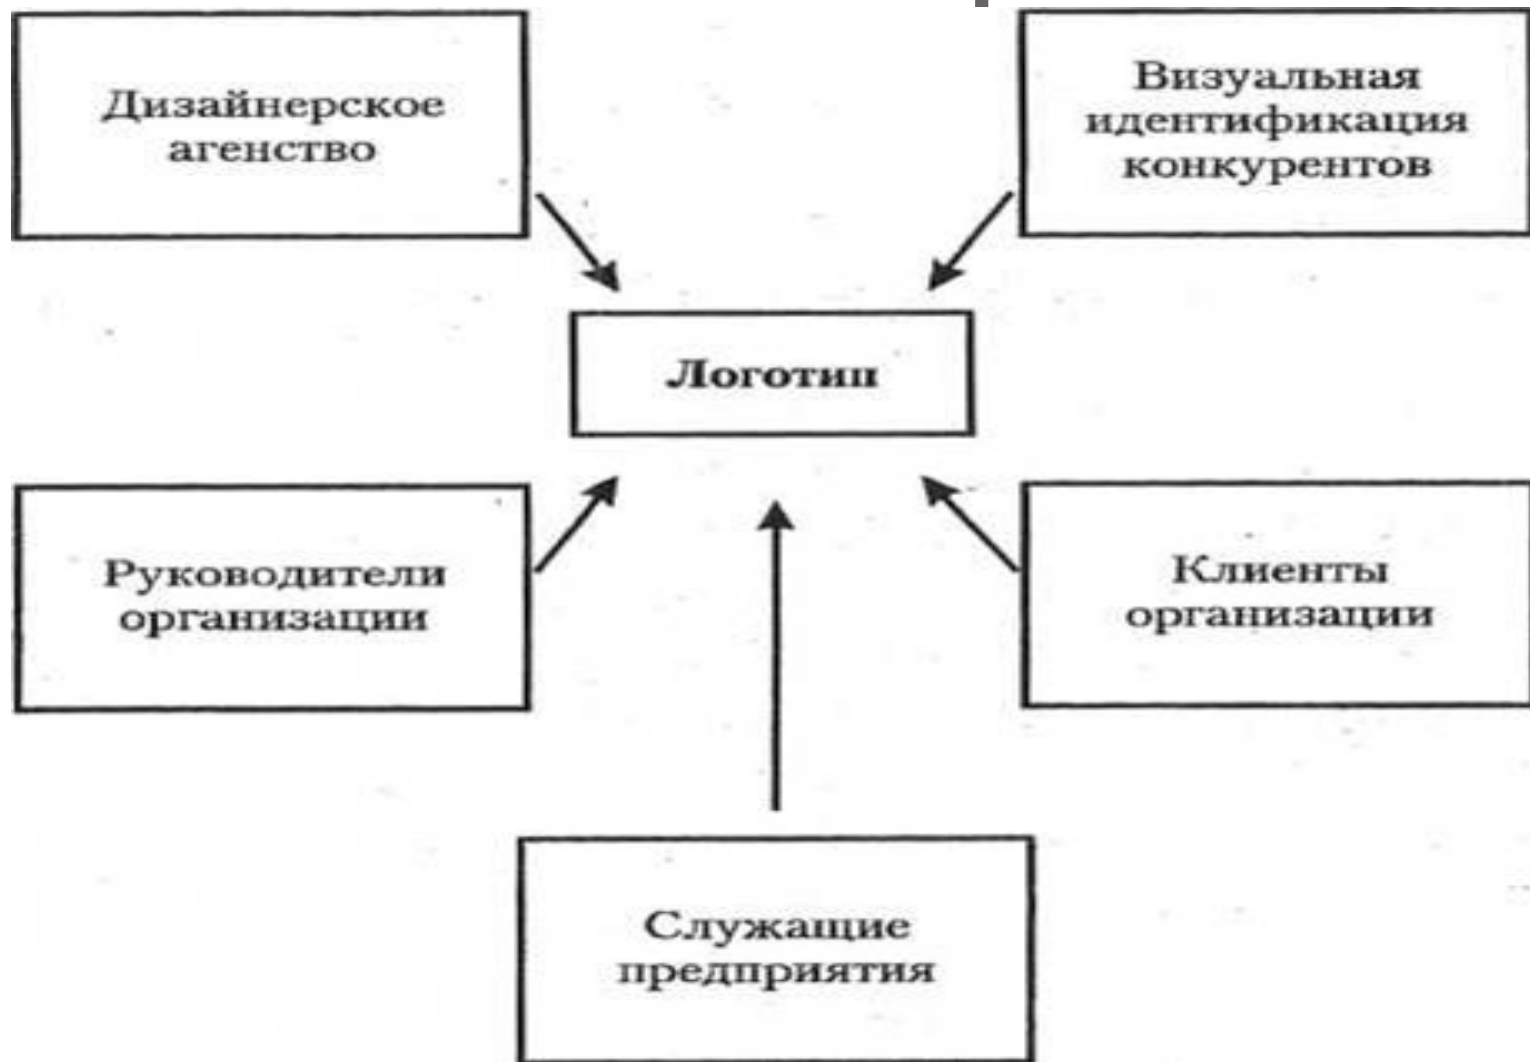 Дизайнерское
агенство
Визуальная
идентификация
конкурентов
Логотип
Руководители
организации
Клиенты
организации
Служащие
предприятия